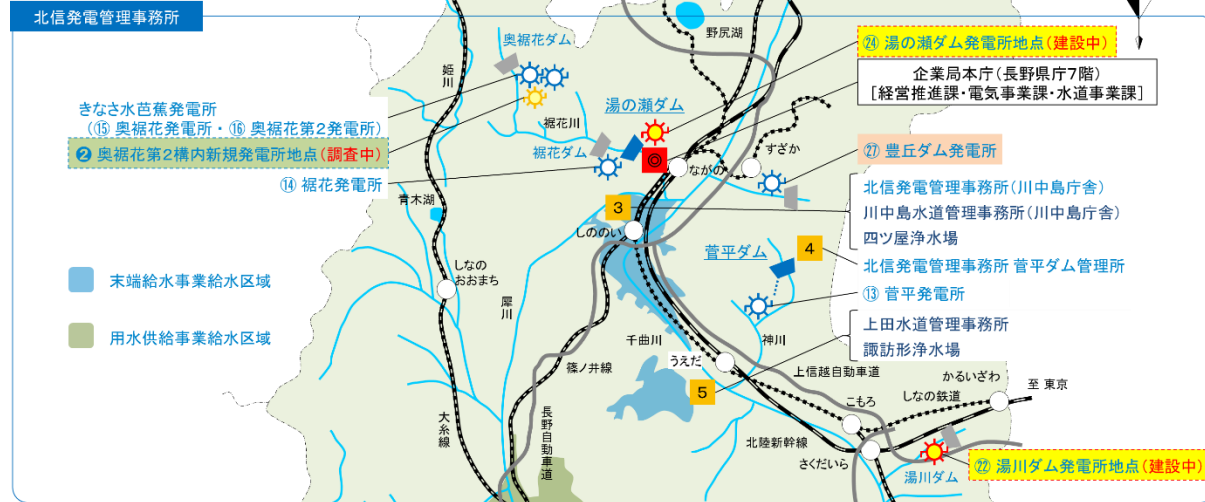 北信発電管理事務所
奥裾花ダム
野尻湖
㉔ 湯の瀬ダム発電所地点(建設中)
姫川
企業局本庁(長野県庁7階)
[経営推進課・電気事業課・水道事業課]
きなさ水芭蕉発電所
(⑮ 奥裾花発電所・⑯ 奥裾花第2発電所)
湯の瀬ダム
裾花川
すざか
❷ 奥裾花第2構内新規発電所地点(調査中)
裾花ダム
ながの
㉗ 豊丘ダム発電所
⑭ 裾花発電所
青木湖
3
しののい
北信発電管理事務所(川中島庁舎)
川中島水道管理事務所(川中島庁舎)
四ツ屋浄水場
菅平ダム
4
北信発電管理事務所 菅平ダム管理所
末端給水事業給水区域
しなの
おおまち
犀川
⑬ 菅平発電所
用水供給事業給水区域
千曲川
神川
上田水道管理事務所
諏訪形浄水場
うえだ
篠ノ井線
上信越自動車道
かるいざわ
5
しなの鉄道
至 東京
こもろ
大糸線
長野自動車道
北陸新幹線
さくだいら
湯川ダム
㉒ 湯川ダム発電所地点(建設中)